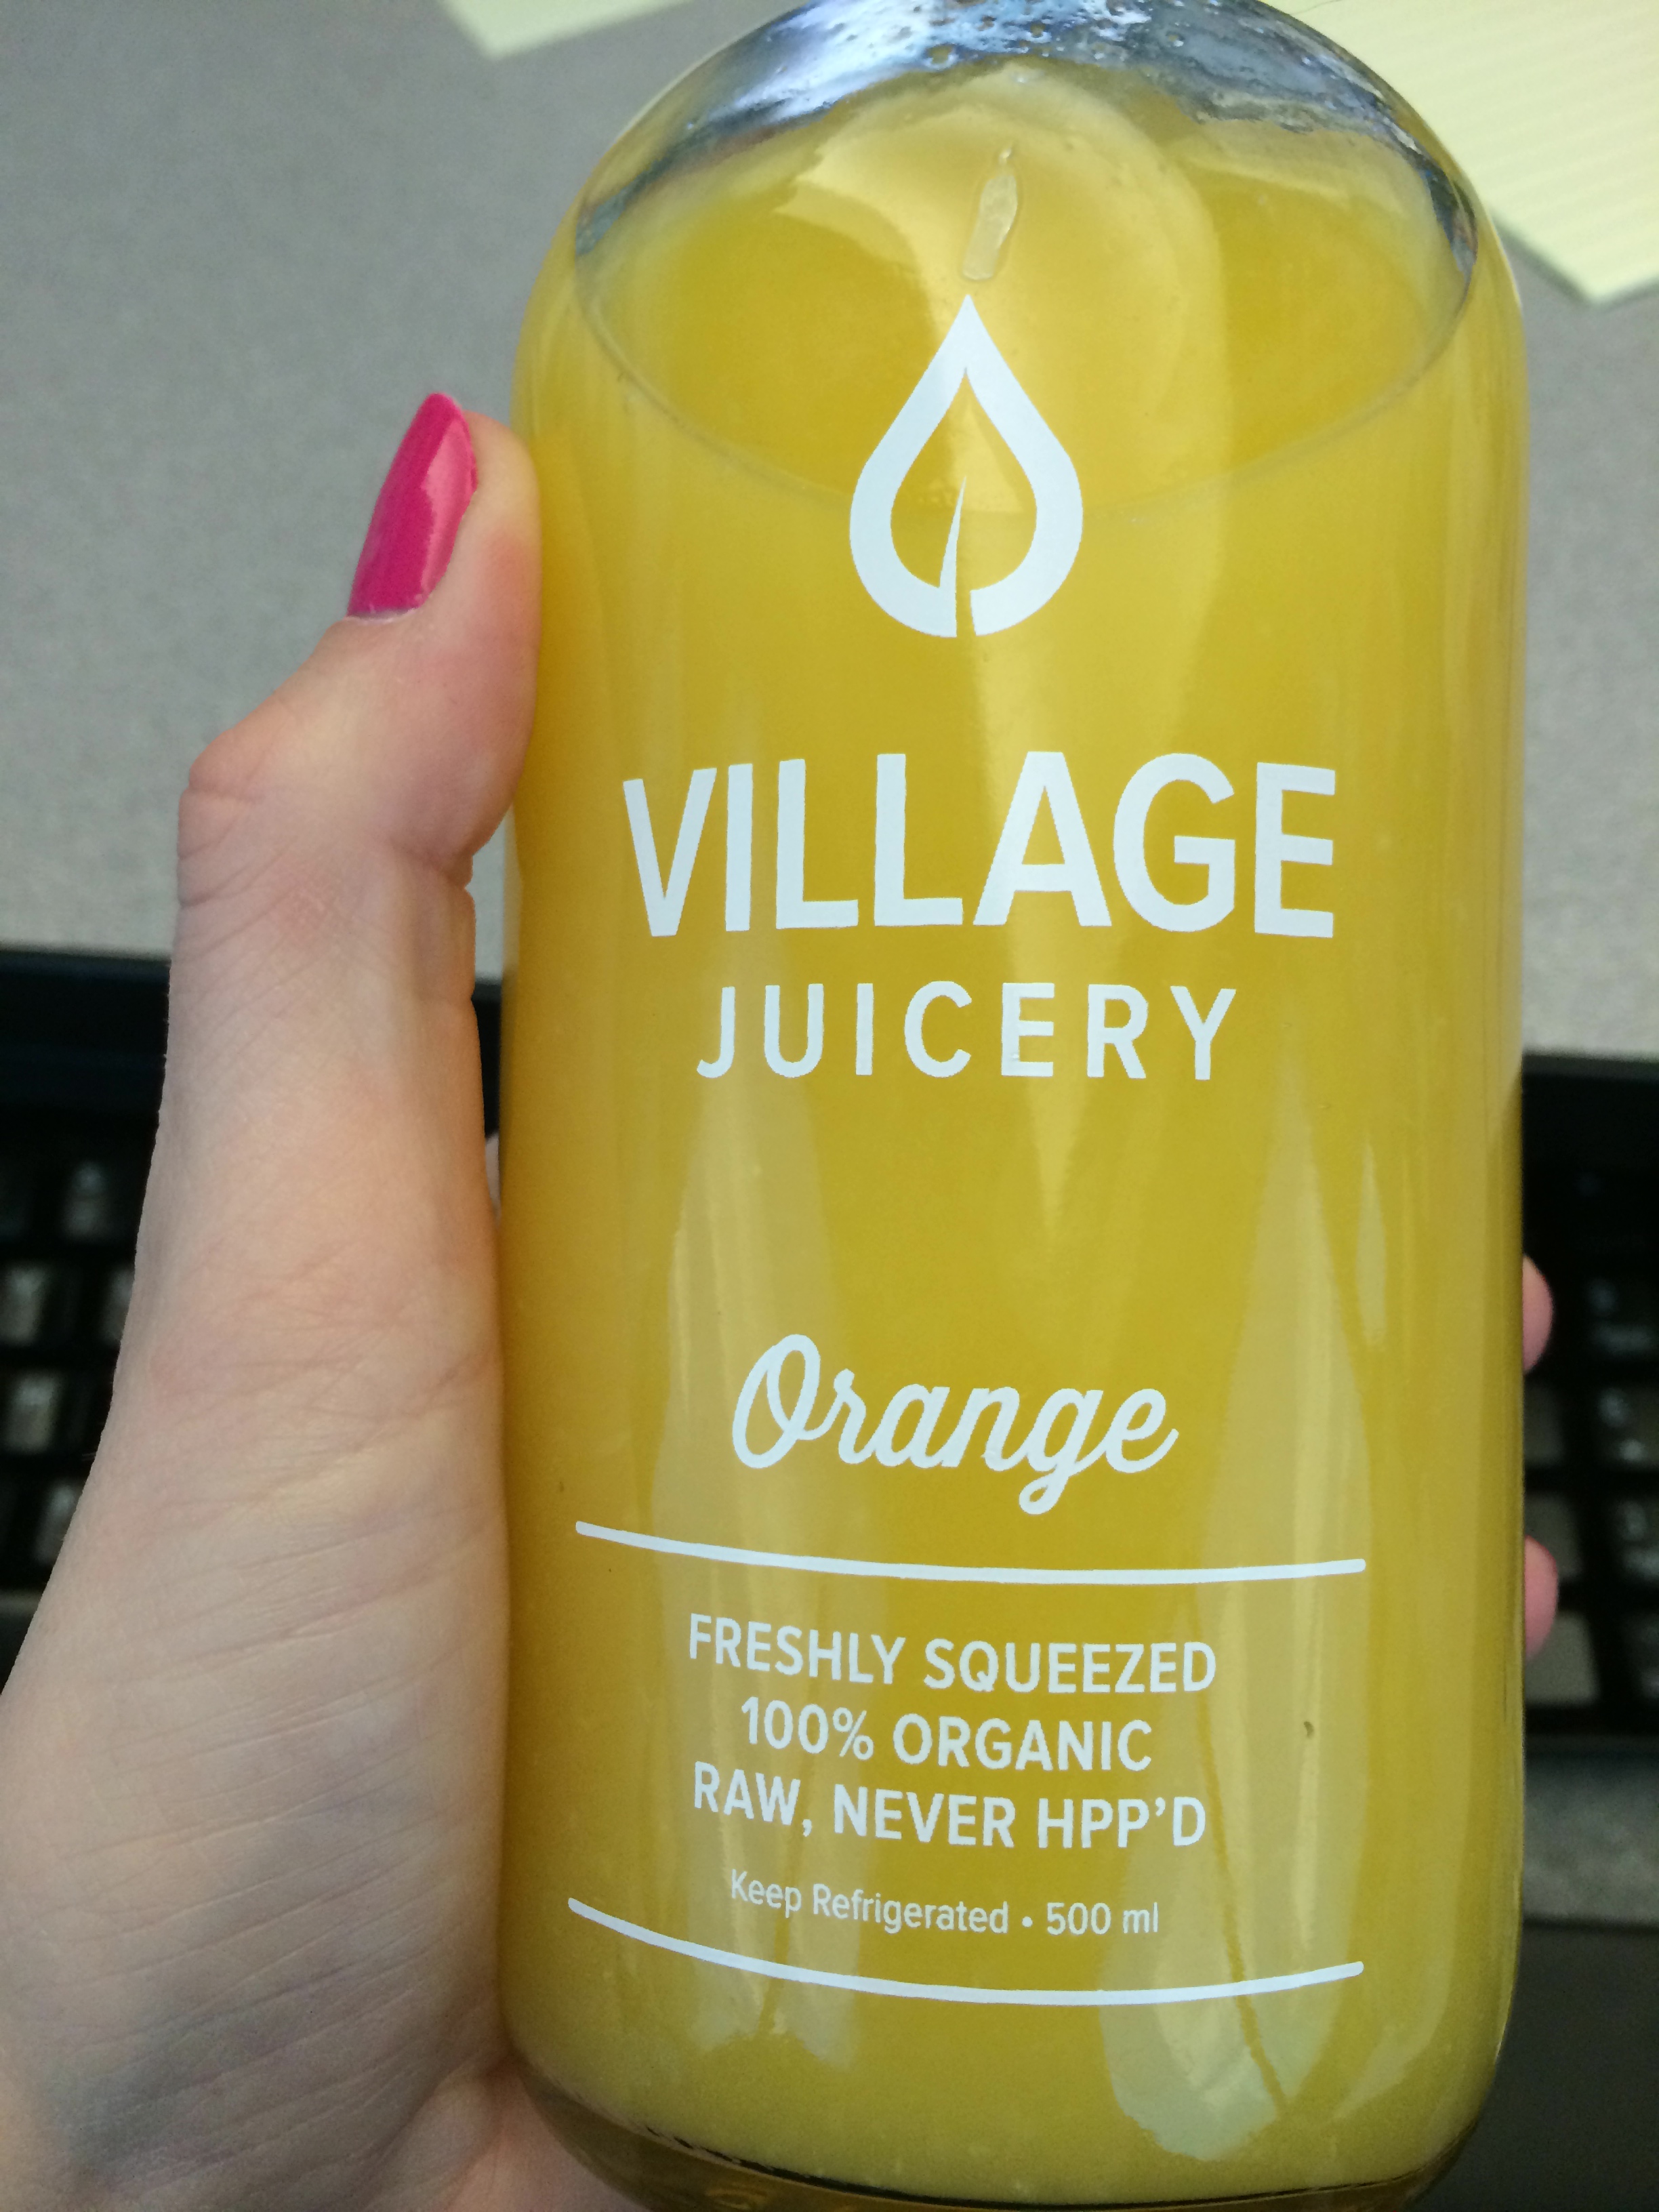 VILLAGE
JUICERY
Orange
FRESHLY SQUEEZED
100% ORGANIC
RAW, NEVER HPP'D
Keep Refrigerated • 500 ml